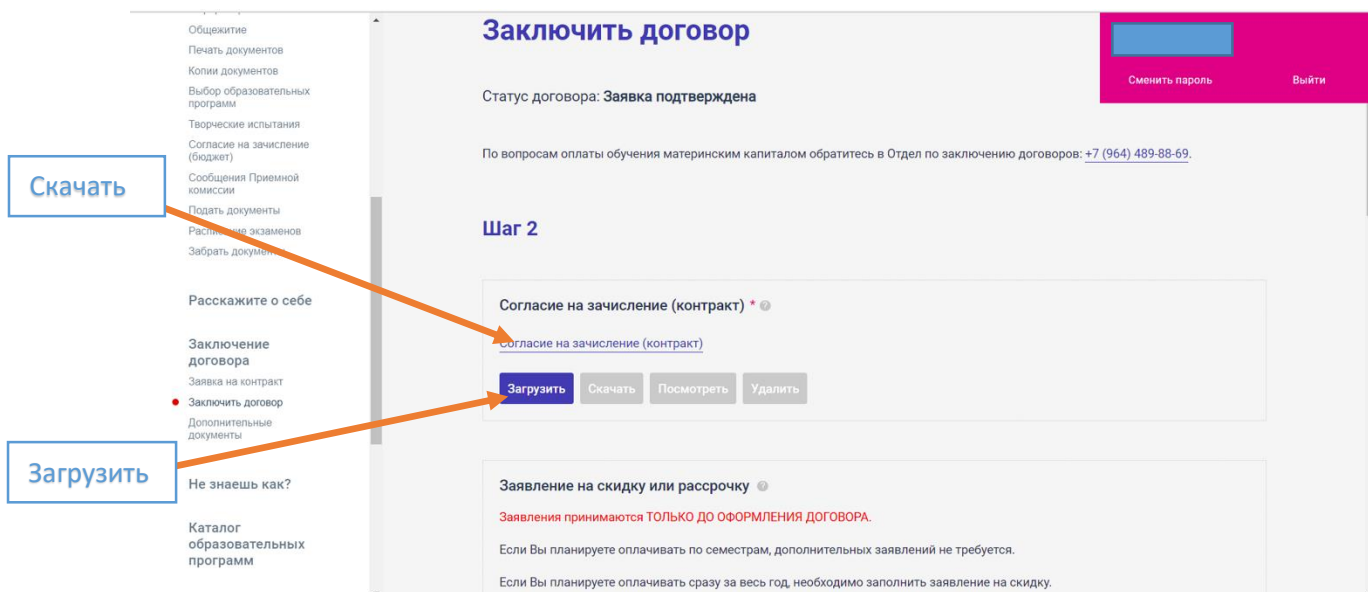 Общежитие
Печать документов
Копии документов
Выбор образовательных
программ
Творческие испытания
Согласие на зачисление
(бюджет)
Сообщения Приемной
комиссии
Подать документы
экзаменов
Забрать
Расскажите о себе
Заключение
договора
Заявка на контракт
Заключить договор
Дополнительные
документы
Не знаешь как?
Каталог
образовательных
программ
Скачать
Загрузить
Заключить договор
Сменить пароль
Выйти
Статус договора: Заявка подтверждена
По вопросам оплаты обучения материнским капиталом обратитесь в Отдел по заключению договоров: +7 (964) 489-88-69.
Шаг 2
Согласие на зачисление (контракт) *
Согласие на зачисление (контракт)
Загрузить
Скачать
Посмотреть
Удалить
Заявление на скидку или рассрочку
Заявления принимаются ТОЛЬКО ДО ОФОРМЛЕНИЯ ДОГОВОРА.
Если Вы планируете оплачивать по семестрам, дополнительных заявлений не требуется.
Если Вы планируете оплачивать сразу за весь год, необходимо заполнить заявление на скидку.